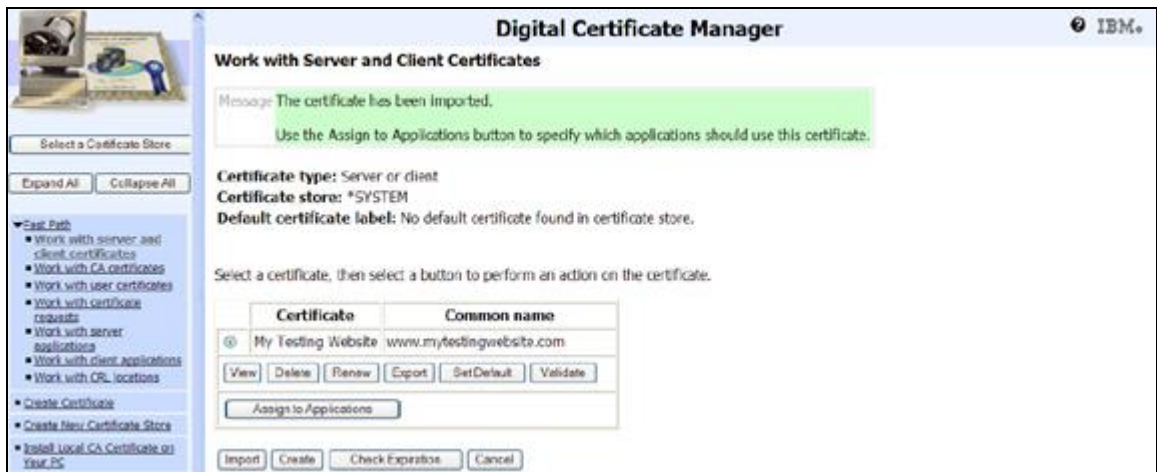 Digital Certificate Manager
IBM
Select a Certificate Store
Expand All
Collapse All
Fast Path
Work with server and
client certificates
Work with CA certificates
Work with user certificates
Work with certificate
requests
Work with server
applications
Work with client applications
Work with CRL locations
Create Certificate
Create New Certificate Store
Install Local CA Certificate on
Your PC
Work with Server and Client Certificates
Message The certificate has been imported.
Use the Assign to Applications button to specify which applications should use this certificate.
Certificate type: Server or client
Certificate store: *SYSTEM
Default certificate label: No default certificate found in certificate store.
Select a certificate, then select a button to perform an action on the certificate.
Certificate Common name
My Testing Website www.mytestingwebsite.com
View Delete Renew Export Set Default Validate
Assign to Applications
Import Create Check Expiration Cancel